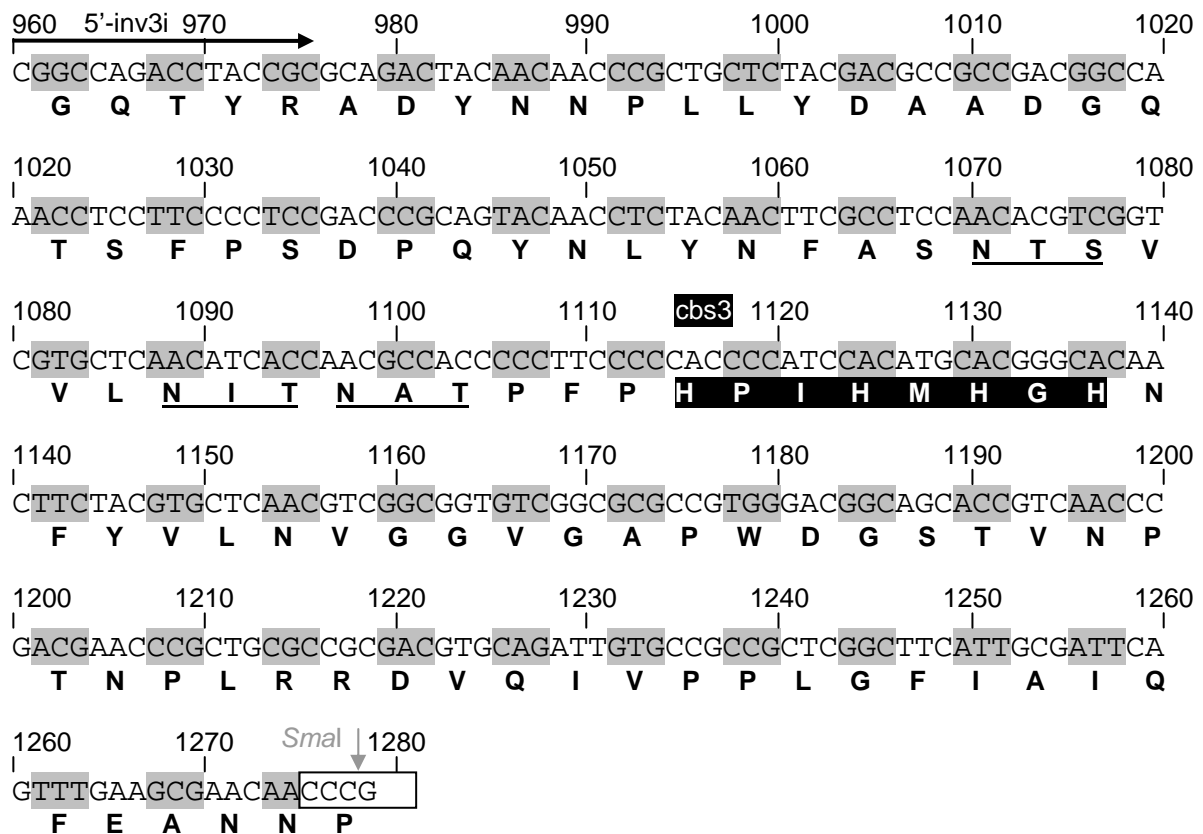 960 5’-inv3i 970 980 990 1000 1010 1020
CGGCCAGACCTACCGCGCAGACTACAACAACCCGCTGCTCTACGACGCCGCCGACGGCCA
G Q T Y R A D Y N N P L L Y D A A D G Q
1020 1030 1040 1050 1060 1070 1080
AACCTCCTTCCCCTCCGACCCGCAGTACAACCTCTACAACTTCGCCTCCAACACGTCGGT
T S F P S D P Q Y N L Y N F A S N T S V
cbs3
1080 1090 1100 1110 1120 1130 1140
CGTGCTCAACATCACCAACGCCACCCCCTTCCCCCACCCCATCCACATGCACGGGCACAA
V L N I T N A T P F P H P I H M H G H N
1140 1150 1160 1170 1180 1190 1200
CTTCTACGTGCTCAACGTCGGCGGTGTCGGCGCGCCGTGGGACGGCAGCACCGTCAACCC
F Y V L N V G G V G A P W D G S T V N P
1200 1210 1220 1230 1240 1250 1260
GACGAACCCGCTGCGCCGCGACGTGCAGATTGTGCCGCCGCTCGGCTTCATTGCGATTCA
T N P L R R D V Q I V P P L G F I A I Q
1260 1270 SmaI 1280
GTTTGAAGCGAACAACCCG
F E A N N P